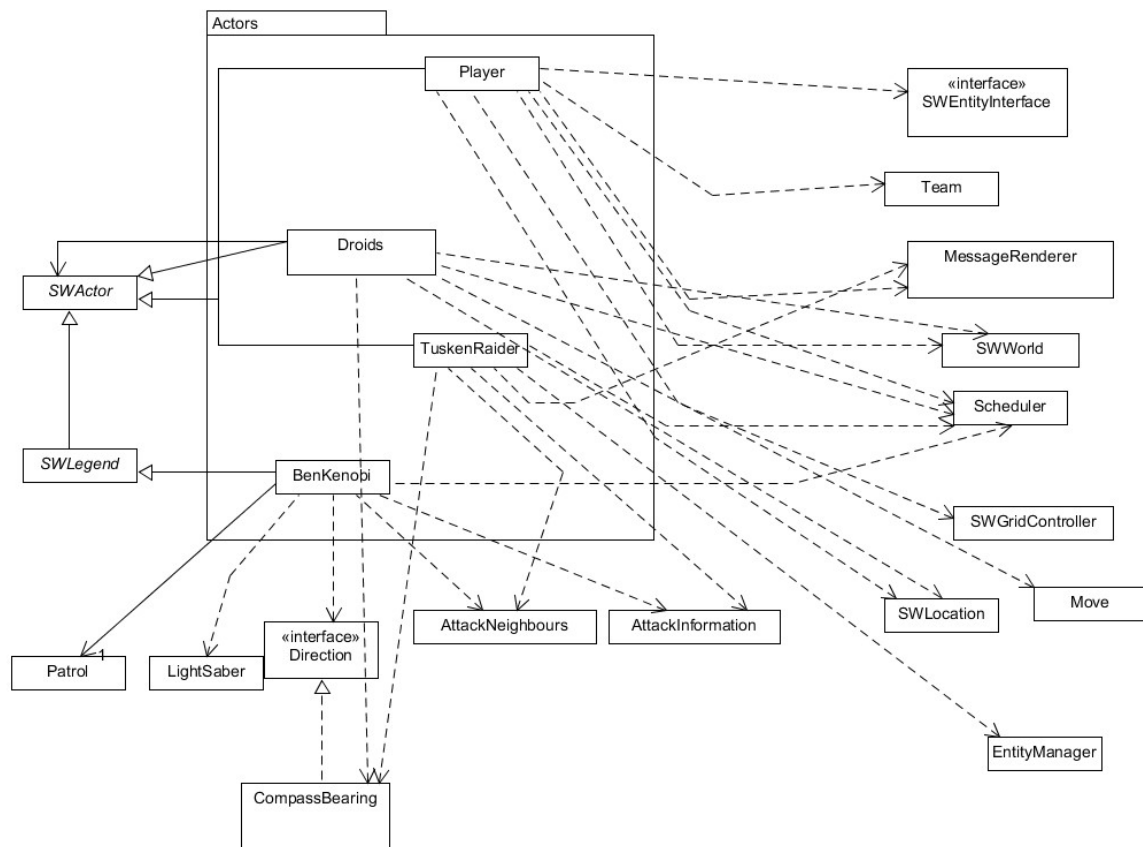 Actors
Player
«interface»
SWEntityInterface
Team
Droids
MessageRenderer
SWActor
TuskenRaider
SWWorld
Scheduler
SWLegend
BenKenobi
SWGridController
Move
SWLocation
AttackNeighbours
AttackInformation
«interface»
Direction
1
Patrol
LightSaber
EntityManager
CompassBearing